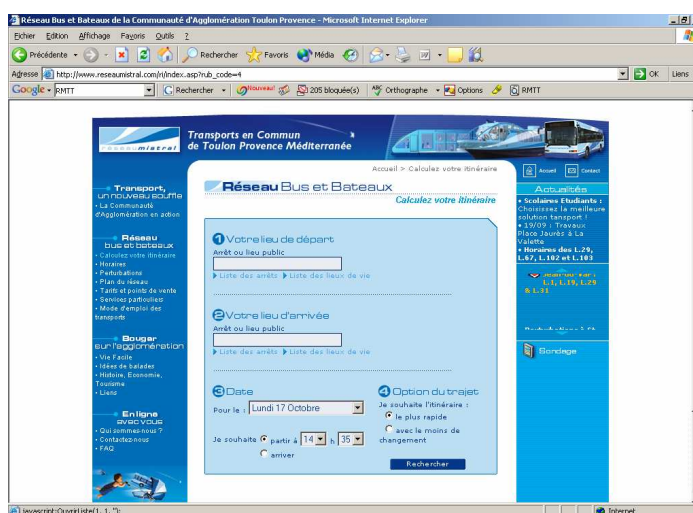 Réseau Bus et Bateaux de la Communauté d'Agglomération Toulon Provence - Microsoft Internet Explorer
Fichier Edition Affichage Favoris Outils ?
Précédente Rechercher Favoris Média
Adresse http://www.reseaumistral.com/ri/index.asp?rub_code=4 OK Liens
Google RMTT Rechercher Nouveau! 205 bloquée(s) Orthographe Options RMTT
Transports en Commun
de Toulon Provence Méditerranée
reseaumistral
Accueil > Calculez votre itinéraire
Accueil Contact
Réseau Bus et Bateaux
Calculez votre itinéraire
Transport,
un nouveau souffle
• La Communauté
d'Agglomération en action
Réseau
bus et bateaux
• Calculez votre itinéraire
• Horaires
• Perturbations
• Plan du réseau
• Tarifs et points de vente
• Services particuliers
• Mode d'emploi des
transports
Bouger
sur l'agglomération
• Vie Facile
• Idées de balades
• Histoire, Economie,
Tourisme
• Liens
En ligne
avec vous
• Qui sommes-nous ?
• Contactez-nous
• FAQ
1 Votre lieu de départ
Arrêt ou lieu public
Liste des arrêts Liste des lieux de vie
2 Votre lieu d'arrivée
Arrêt ou lieu public
Liste des arrêts Liste des lieux de vie
3 Date
Pour le : Lundi 17 Octobre
Je souhaite partir à 14 h 35
arriver
4 Option du trajet
Je souhaite l'itinéraire :
le plus rapide
avec le moins de
changement
Rechercher
Actualités
• Scolaires Etudiants :
Choisissez la meilleure
solution tansport !
• 19/09 : Travaux
Place Jaurès à La
Valette
• Horaires des L.29,
L.67, L.102 et L.103
L.1, L.19, L.29
& L.31
Sondage
javascript:OuvrirListe(1, 1, '');
Internet